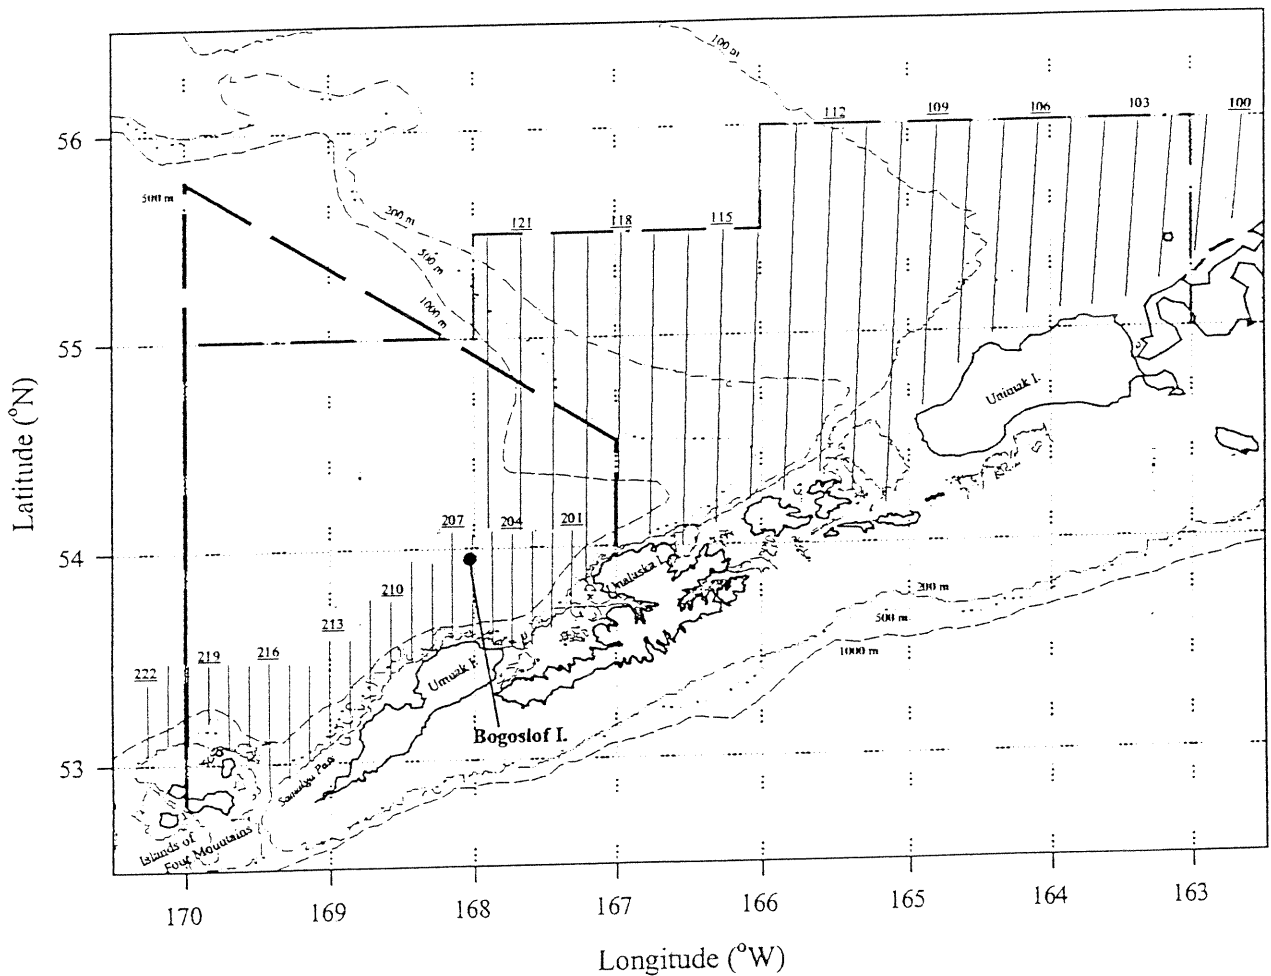 100 m
112
109
106
103
100
56
500 m
200 m
121
118
115
500 m
1000 m
55
Unimak I.
Latitude (°N)
207
204
201
54
Unalaska I.
210
200 m
213
500 m
219
216
1000 m
222
Umnak I.
Bogoslof I.
53
Samalga Pass
Islands of
Four Mountains
170
169
168
167
166
165
164
163
Longitude (°W)